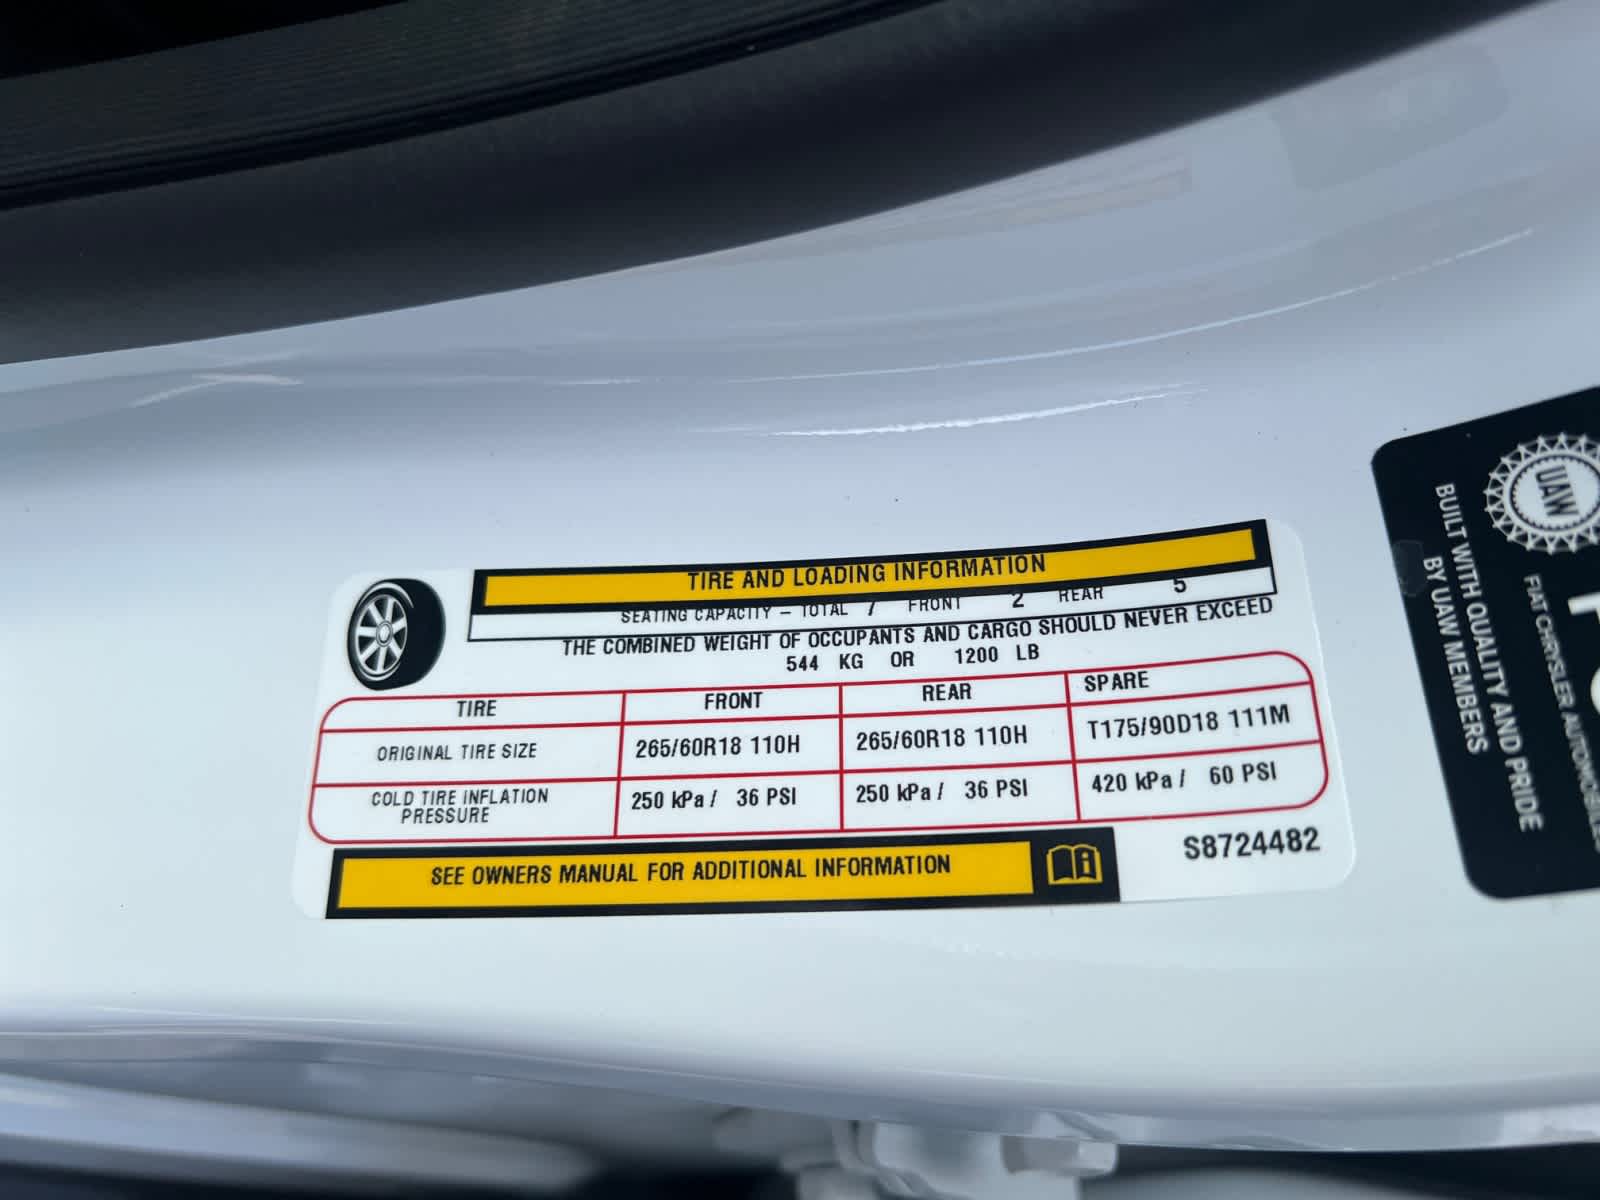 TIRE AND LOADING INFORMATION
SEATING CAPACITY – TOTAL 7 FRONT 2 REAR 5
THE COMBINED WEIGHT OF OCCUPANTS AND CARGO SHOULD NEVER EXCEED
544 KG OR 1200 LB
TIRE FRONT REAR SPARE
ORIGINAL TIRE SIZE 265/60R18 110H 265/60R18 110H T175/90D18 111M
COLD TIRE INFLATION
PRESSURE 250 kPa / 36 PSI 250 kPa / 36 PSI 420 kPa / 60 PSI
SEE OWNERS MANUAL FOR ADDITIONAL INFORMATION
S8724482
UAW
BUILT WITH QUALITY AND PRIDE
BY UAW MEMBERS
FIAT CHRYSLER AUTOMOBILES